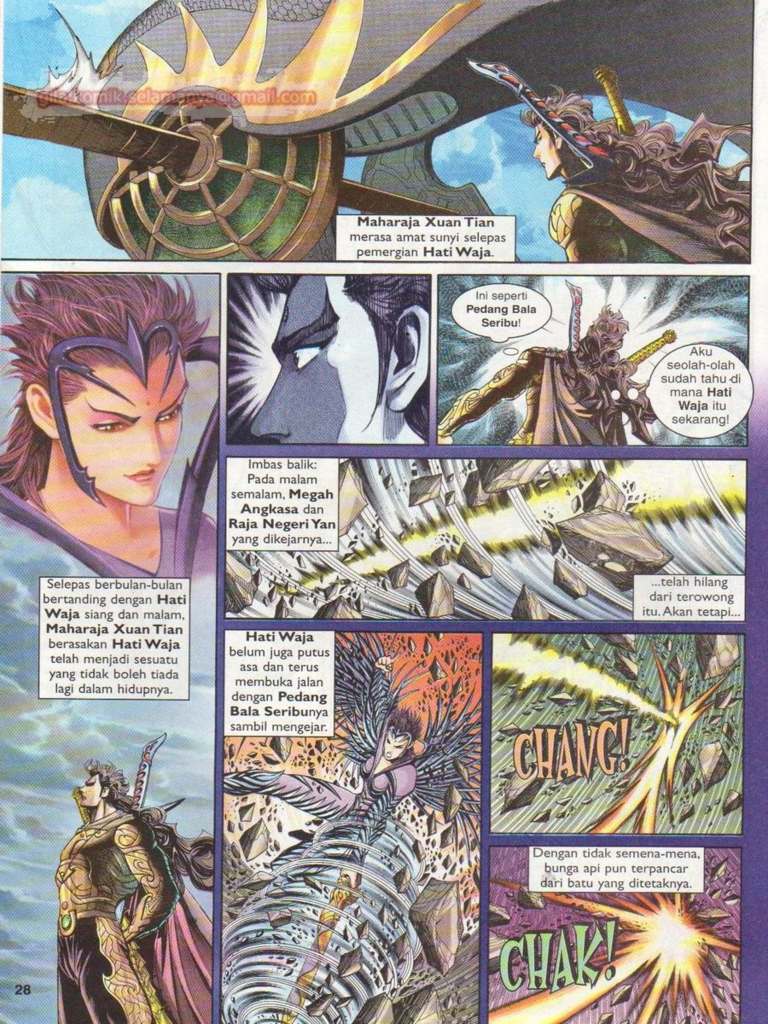 gilerkomik.selamanya@gmail.com
Maharaja Xuan Tian
merasa amat sunyi selepas
pemergian Hati Waja.
Ini seperti
Pedang Bala
Seribu!
Aku
seolah-olah
sudah tahu di
mana Hati
Waja itu
sekarang!
Imbas balik:
Pada malam
semalam, Megah
Angkasa dan
Raja Negeri Yan
yang dikejarnya...
...telah hilang
dari terowong
itu. Akan tetapi...
Selepas berbulan-bulan
bertanding dengan Hati
Waja siang dan malam,
Maharaja Xuan Tian
berasakan Hati Waja
telah menjadi sesuatu
yang tidak boleh tiada
lagi dalam hidupnya.
Hati Waja
belum juga putus
asa dan terus
membuka jalan
dengan Pedang
Bala Seribunya
sambil mengejar.
CHANG!
Dengan tidak semena-mena,
bunga api pun terpancar
dari batu yang ditetaknya.
CHAK!
28